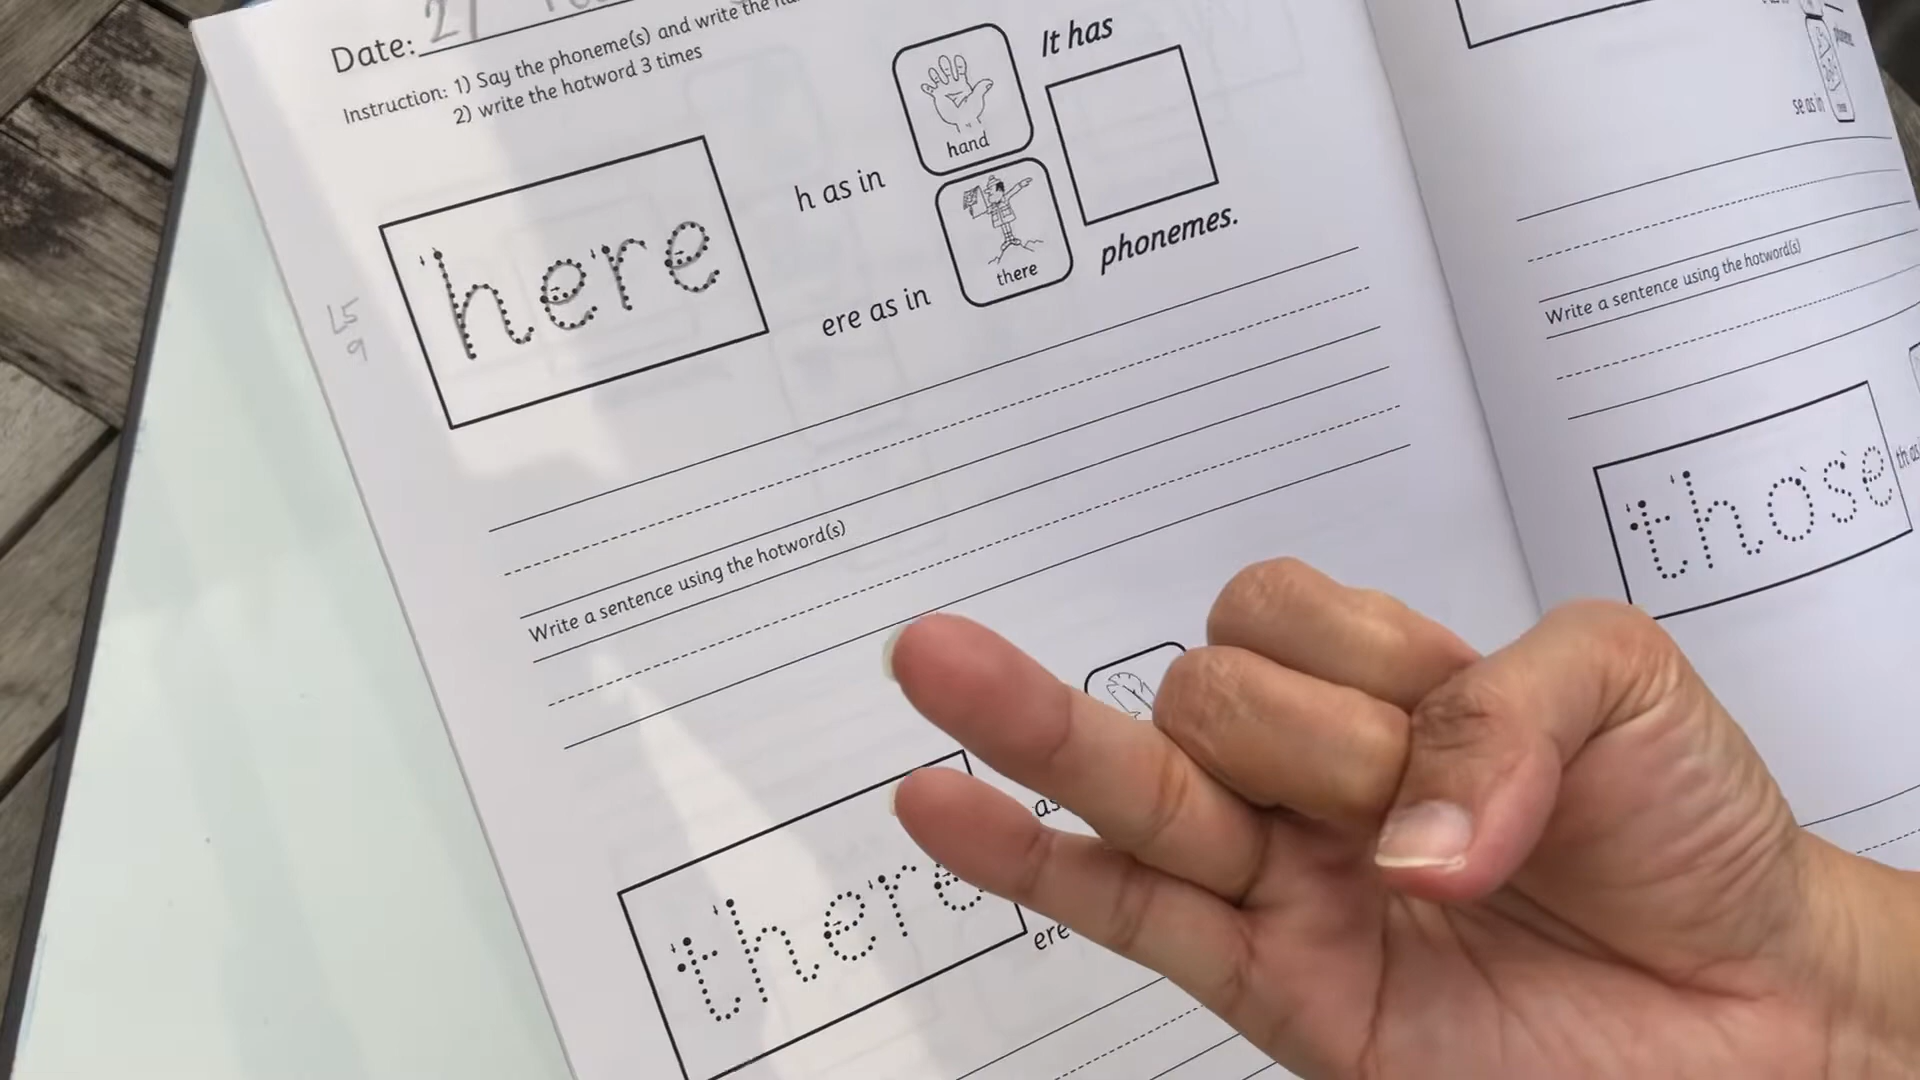 Date: 21
Instruction: 1) Say the phoneme(s) and write the
2) write the hotword 3 times
here
L5
9
h as in
hand
ere as in
there
It has
phonemes.
Write a sentence using the hotword(s)
there
as
ere
se as in
Write a sentence using the hotword(s)
those
th as